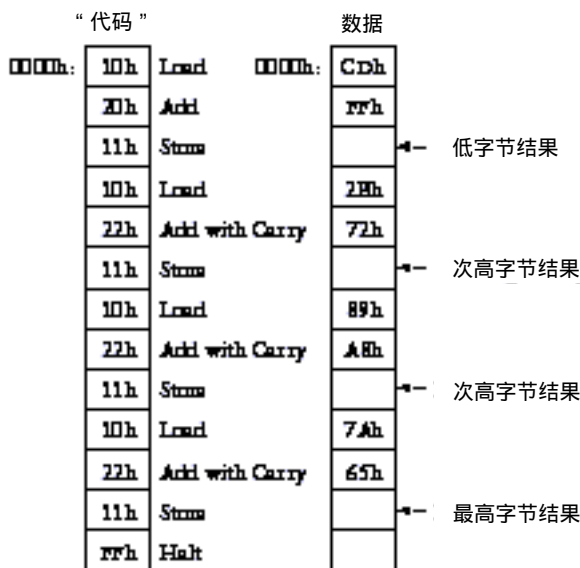 “代码” 数据
0000h: 10h Load 0000h: CDh
20h Add FFh
11h Store 低字节结果
10h Load 2Bh
22h Add with Carry 72h
11h Store 次高字节结果
10h Load 89h
22h Add with Carry A8h
11h Store 次高字节结果
10h Load 7Ah
22h Add with Carry 65h
11h Store 最高字节结果
FFh Halt